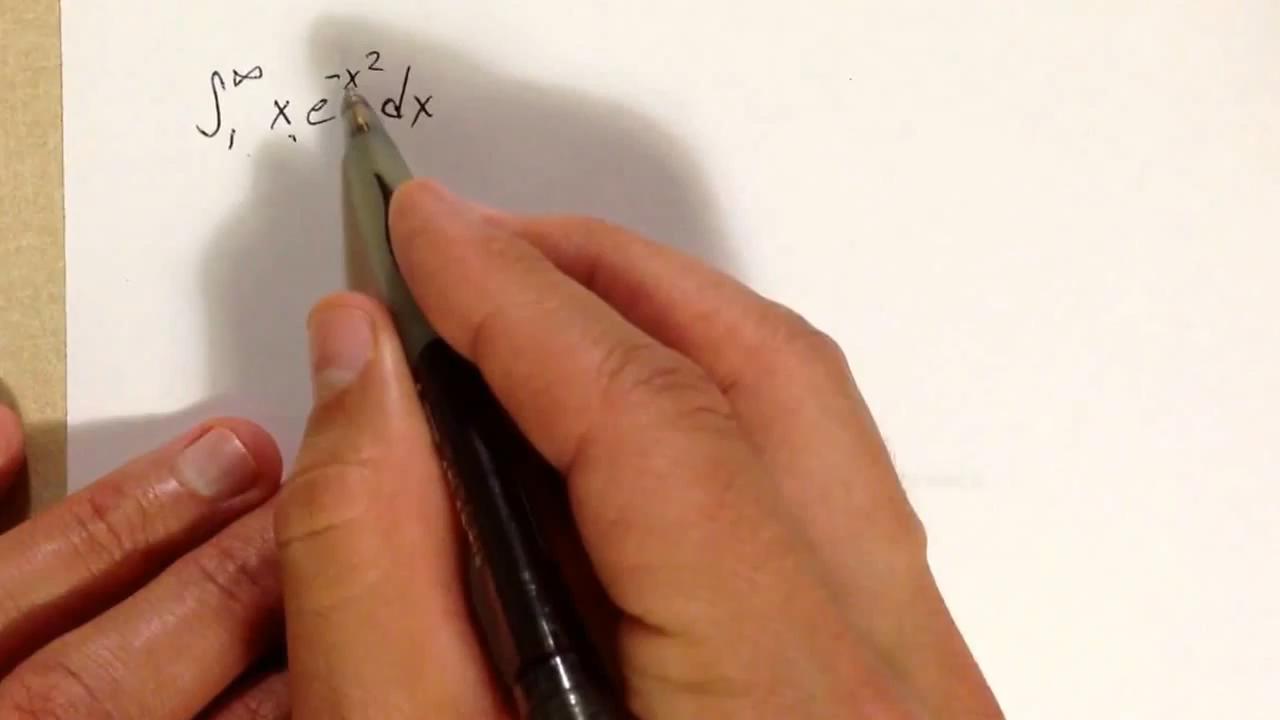 ∫₁^∞ x e^{-x²} dx